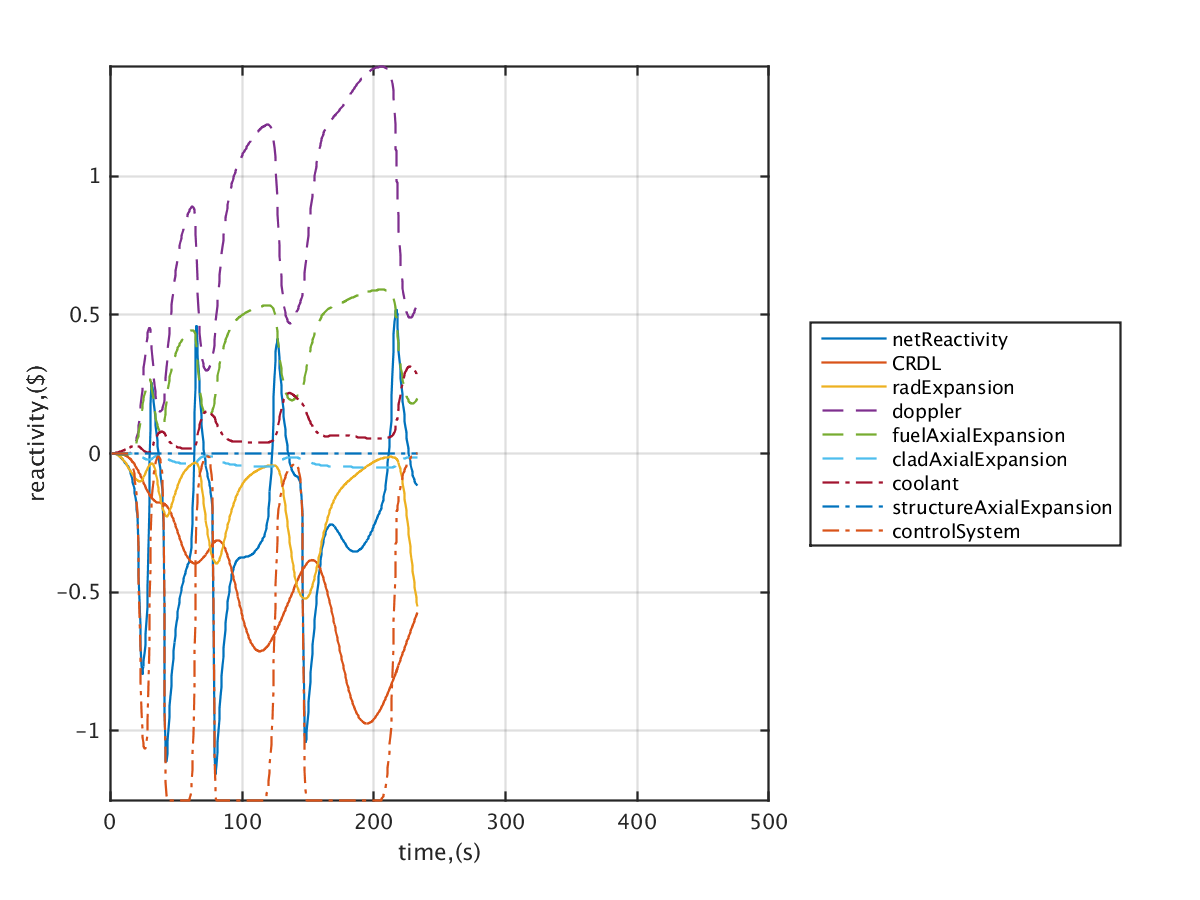 1
0.5
0
−0.5
−1
0
100
200
300
400
500
time,(s)
reactivity,($)
netReactivity
CRDL
radExpansion
doppler
fuelAxialExpansion
cladAxialExpansion
coolant
structureAxialExpansion
controlSystem